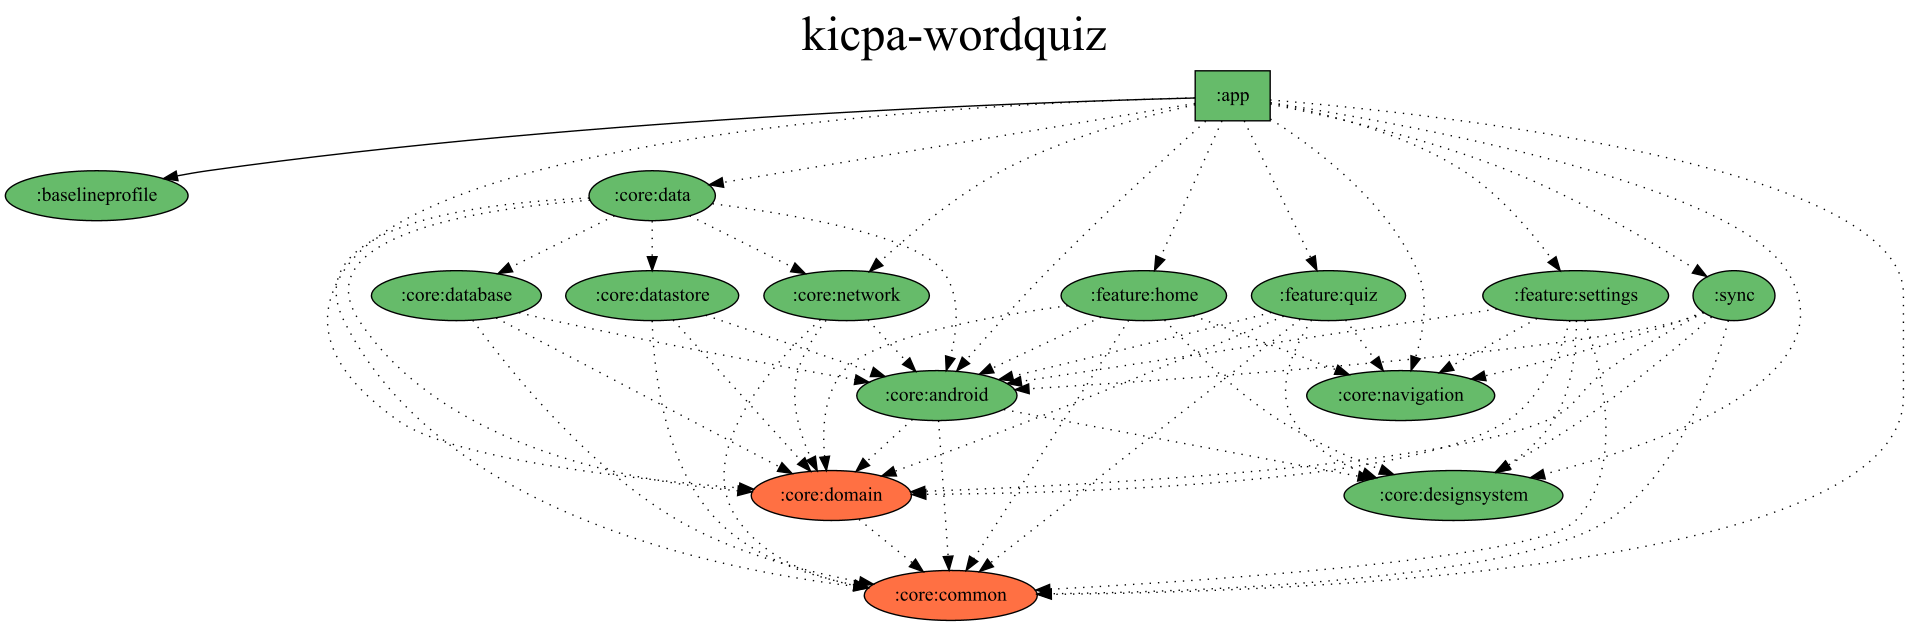 kicpa-wordquiz
:app
:baselineprofile
:core:data
:core:database
:core:datastore
:core:network
:feature:home
:feature:quiz
:feature:settings
:sync
:core:android
:core:navigation
:core:domain
:core:designsystem
:core:common